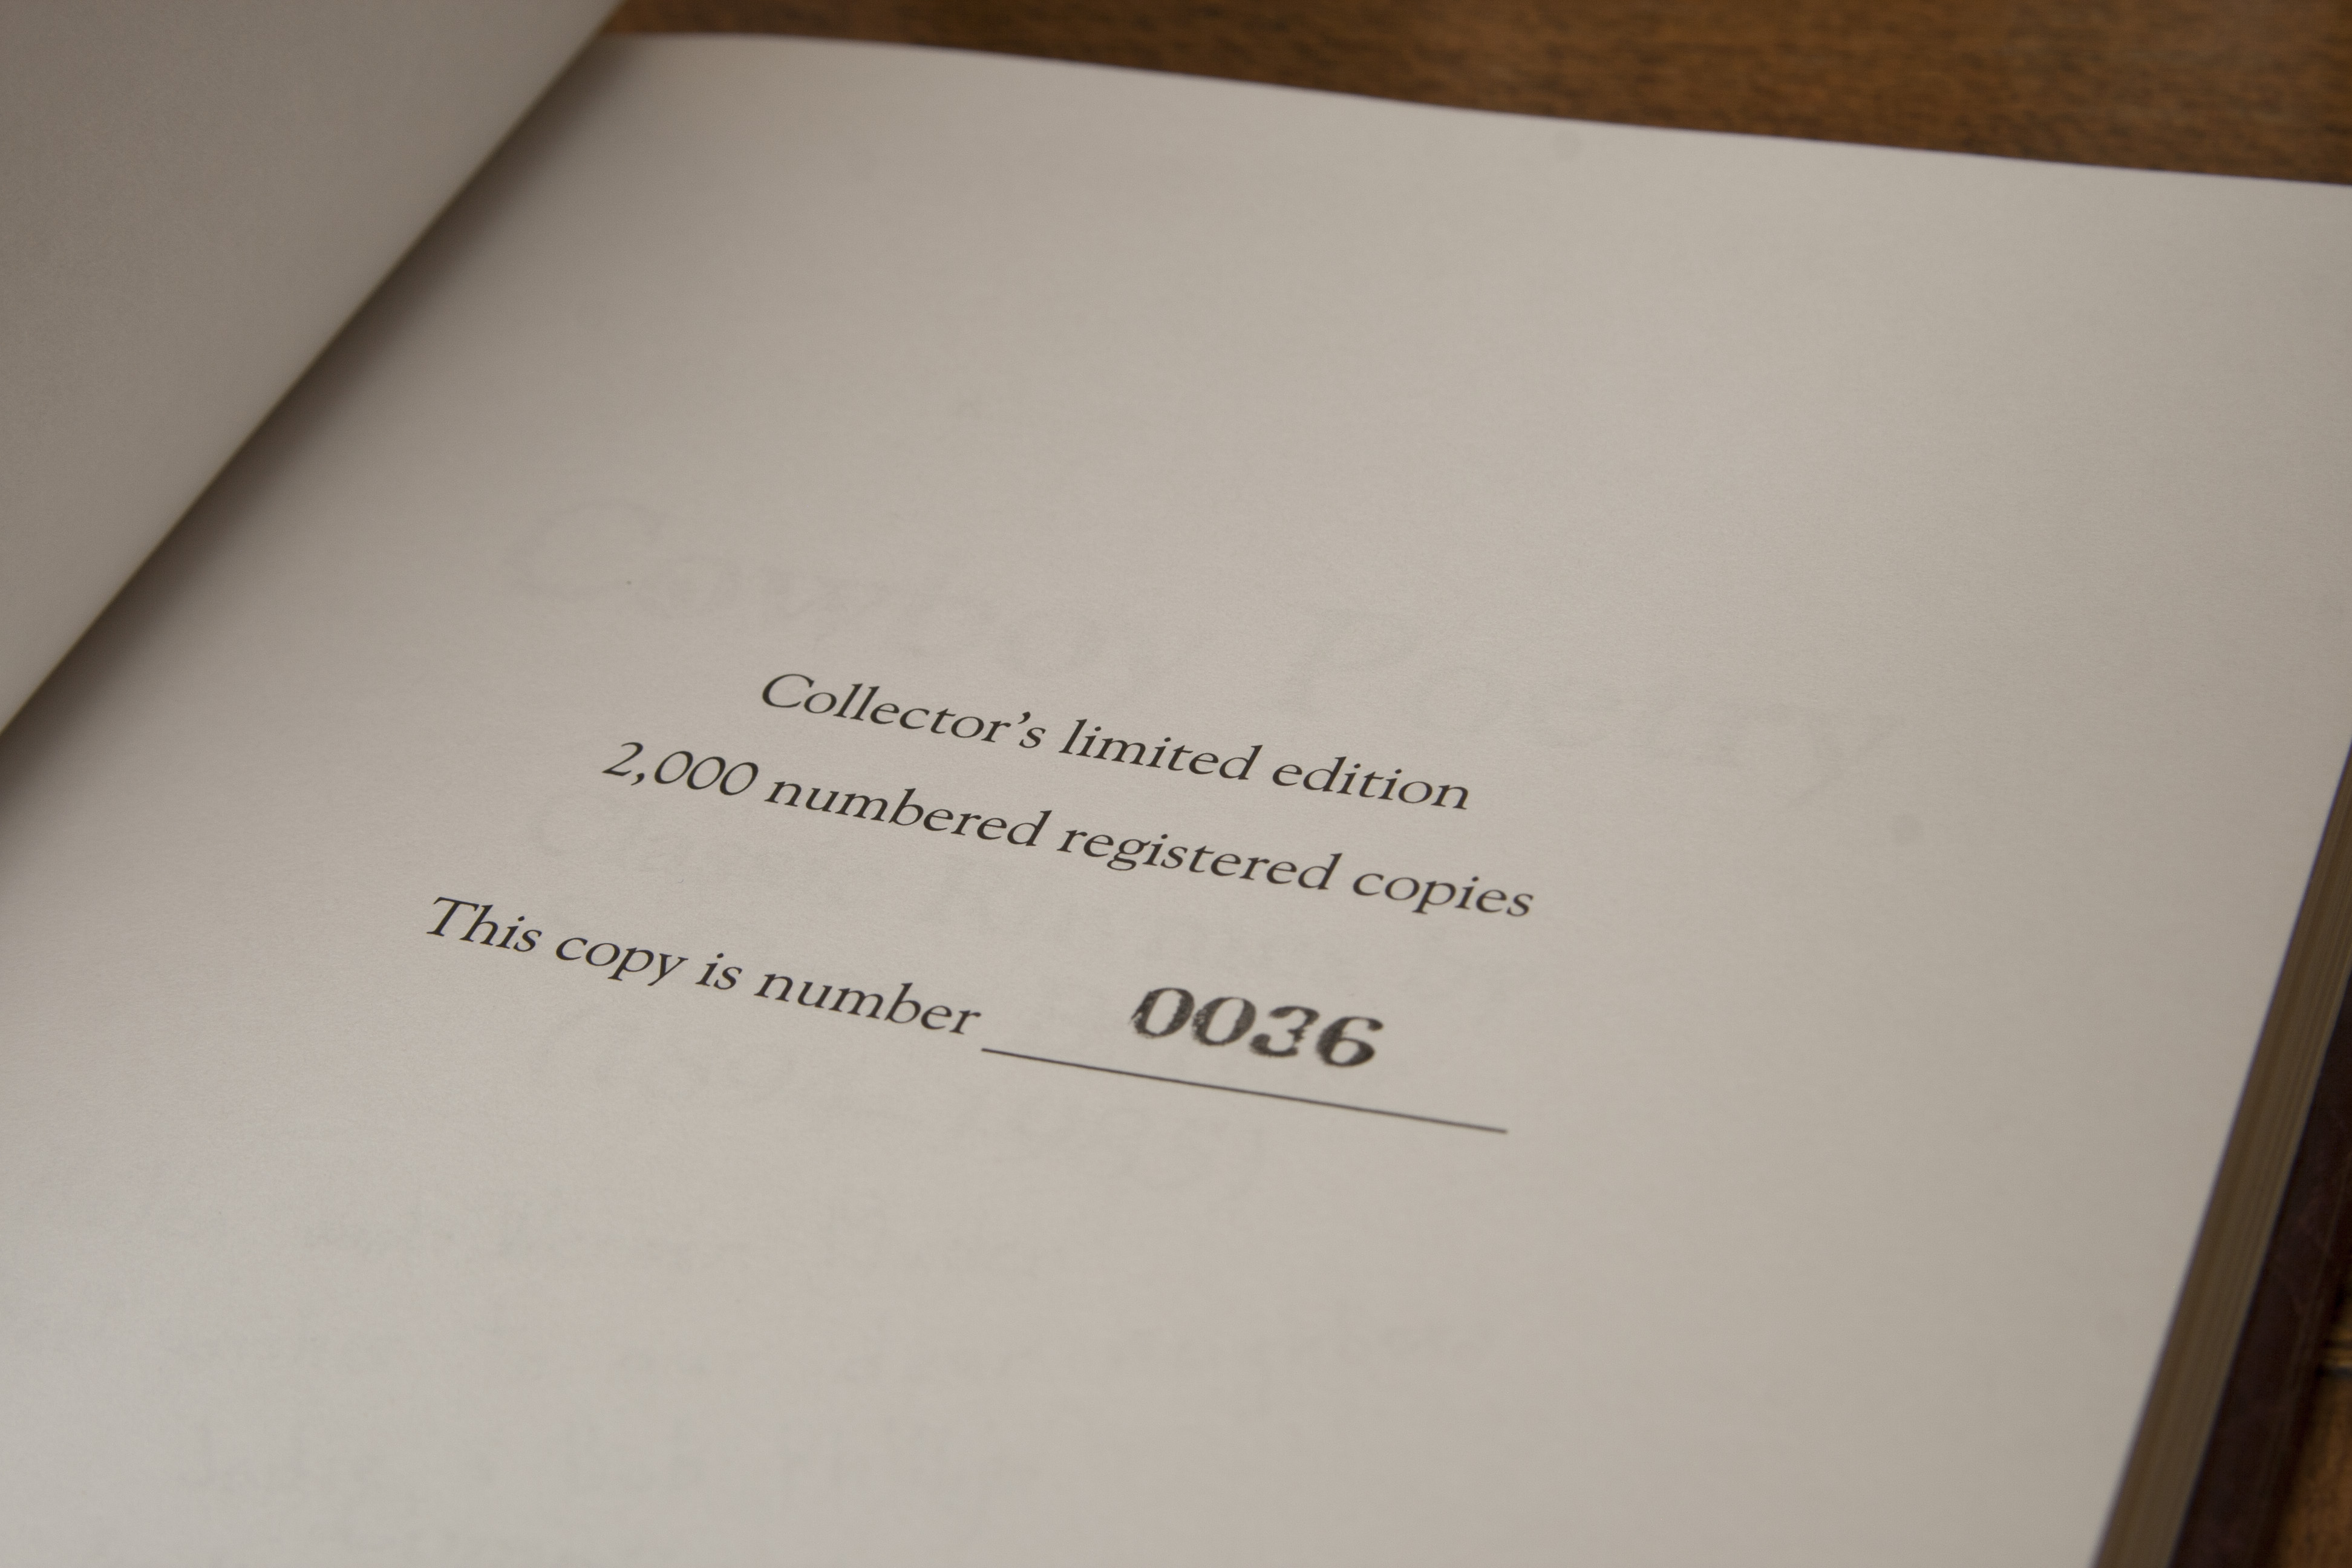 Collector’s limited edition
2,000 numbered registered copies
This copy is number 0036